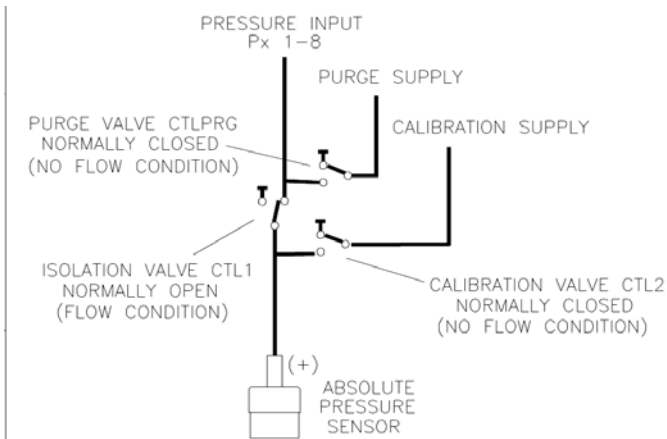 PRESSURE INPUT
Px 1-8
PURGE SUPPLY
PURGE VALVE CTLPRG
NORMALLY CLOSED
(NO FLOW CONDITION)
CALIBRATION SUPPLY
ISOLATION VALVE CTL1
NORMALLY OPEN
(FLOW CONDITION)
CALIBRATION VALVE CTL2
NORMALLY CLOSED
(NO FLOW CONDITION)
(+)
ABSOLUTE
PRESSURE
SENSOR